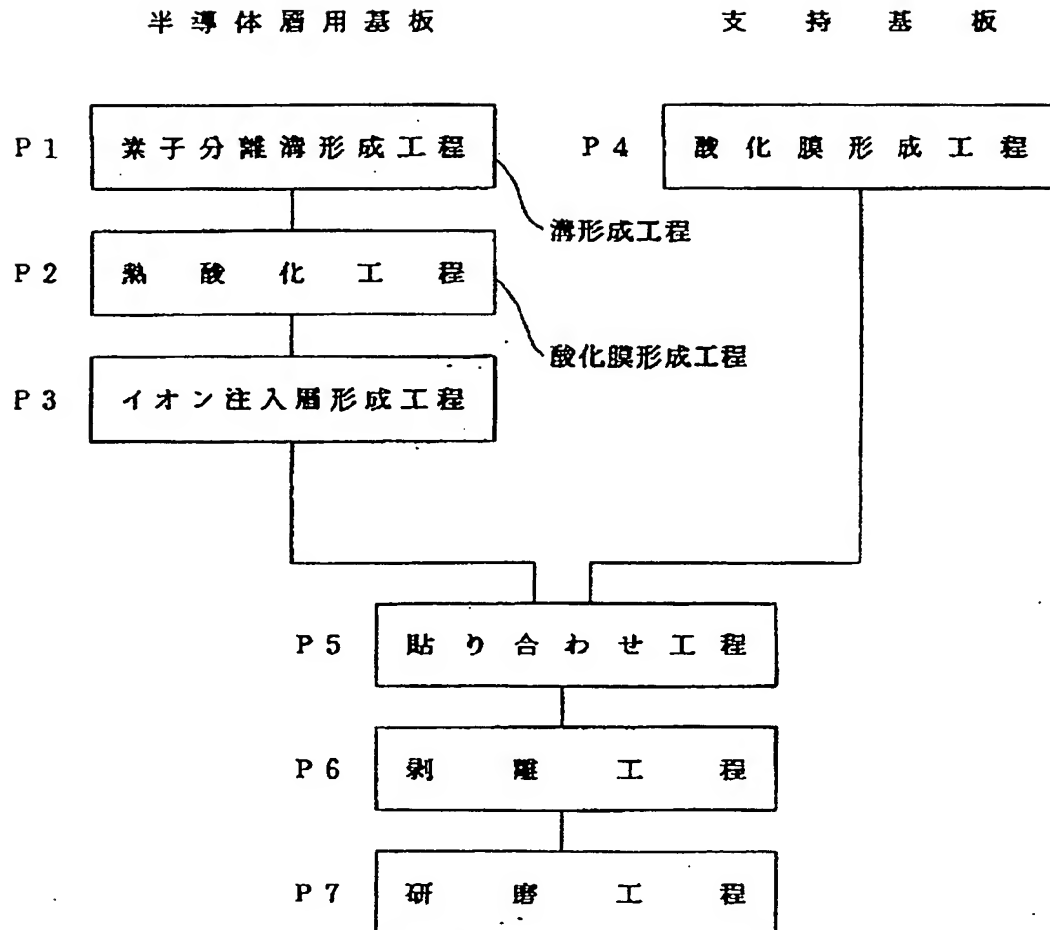 半導体層用基板
支持基板
P1 素子分離溝形成工程
P4 酸化膜形成工程
溝形成工程
P2 熱酸化工程
酸化膜形成工程
P3 イオン注入層形成工程
P5 貼り合わせ工程
P6 剥離工程
P7 研磨工程